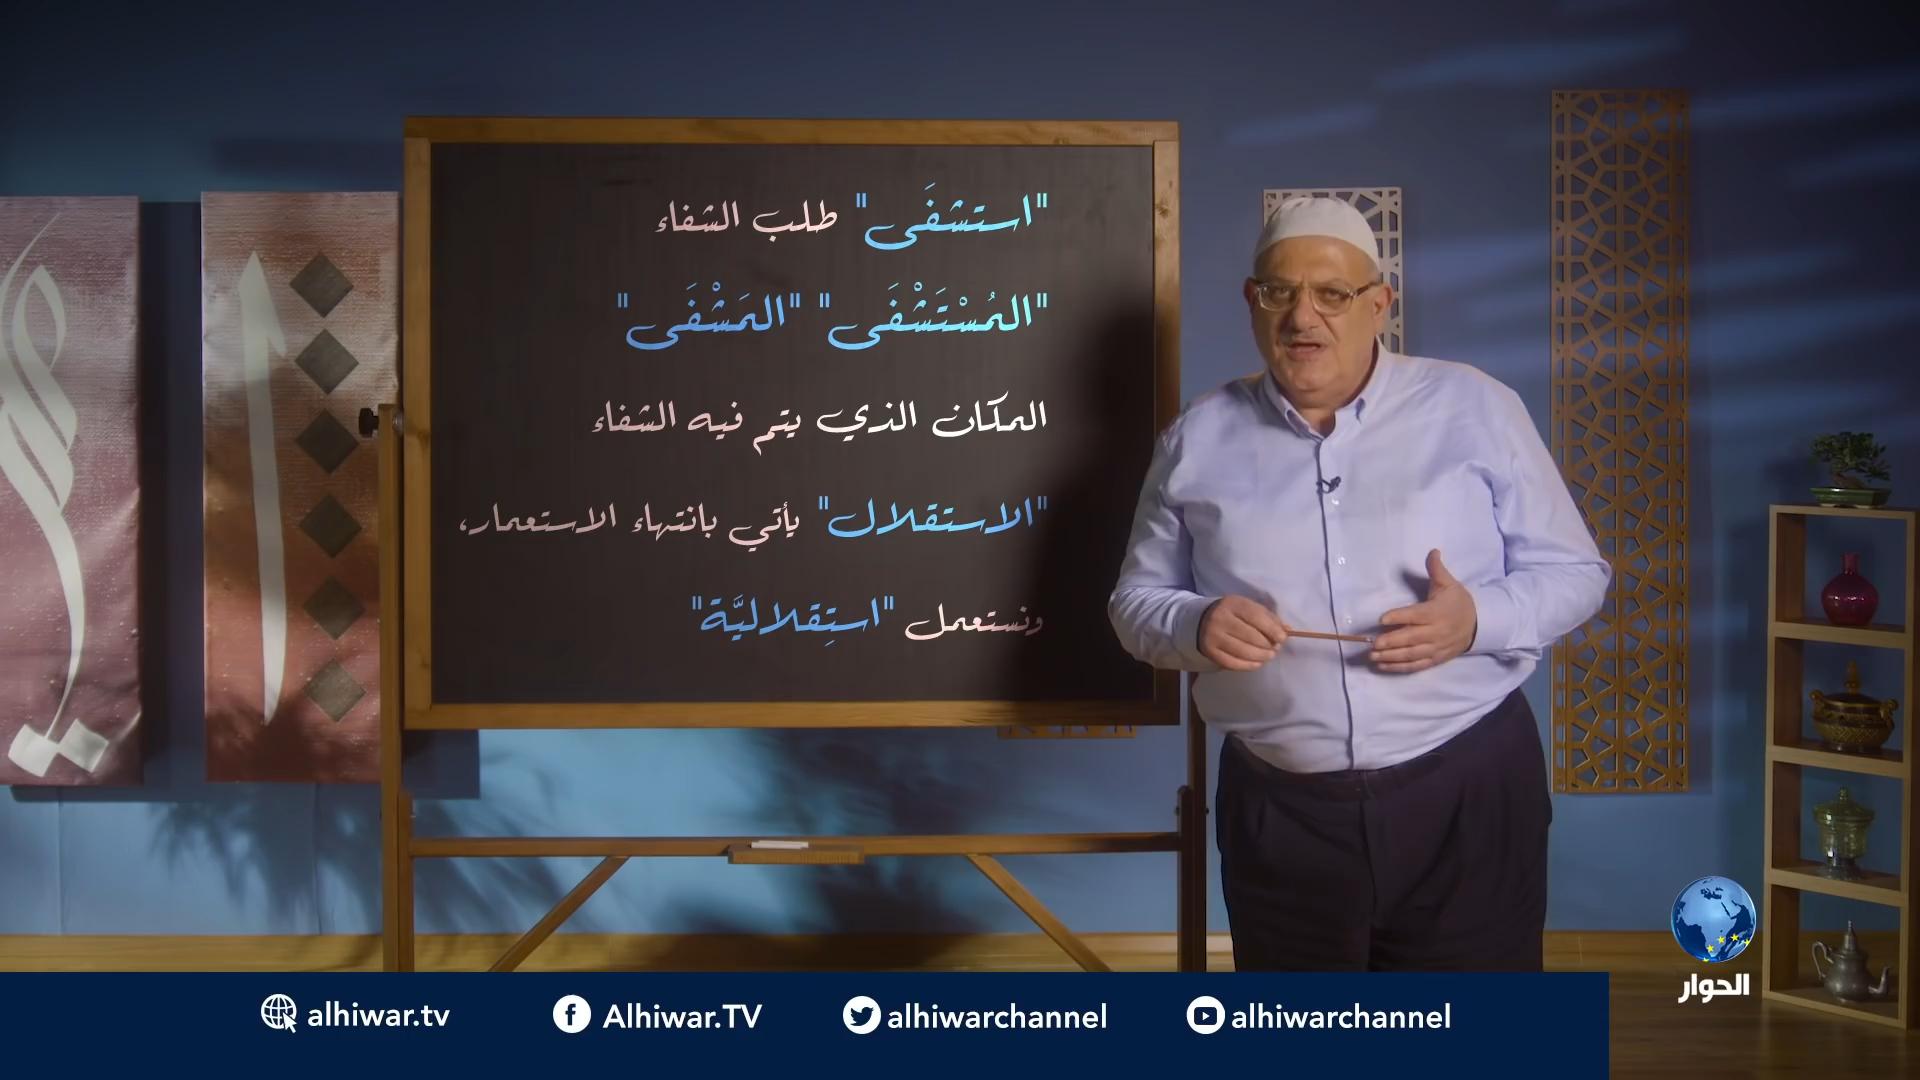 "استشفَى" طلب الشفاء
"المُسْتَشْفَى" "المَشْفَى"
المكان الذي يتم فيه الشفاء
"الاستقلال" يأتي بانتهاء الاستعمار،
ونستعمل "استِقلاليَّة"
الحوار
alhiwar.tv
Alhiwar.TV
alhiwarchannel
alhiwarchannel